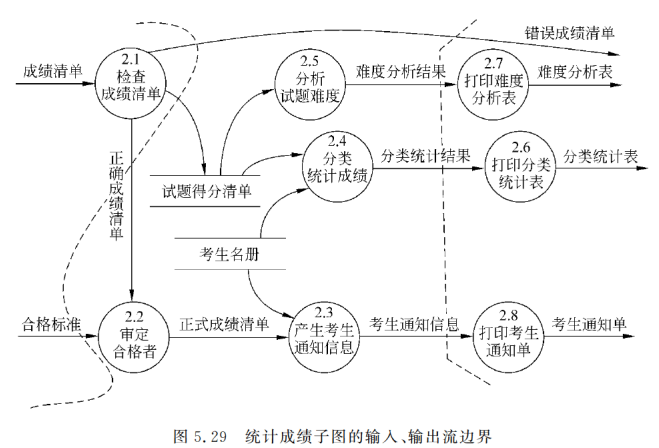 错误成绩清单
2.1
检查
成绩清单
成绩清单
2.5
分析
试题难度
难度分析结果
2.7
打印难度
分析表
难度分析表
正确成绩清单
试题得分清单
2.4
分类
统计成绩
分类统计结果
2.6
打印分类
统计表
分类统计表
考生名册
合格标准
2.2
审定
合格者
正式成绩清单
2.3
产生考生
通知信息
考生通知信息
2.8
打印考生
通知单
考生通知单
图 5.29 统计成绩子图的输入、输出流边界